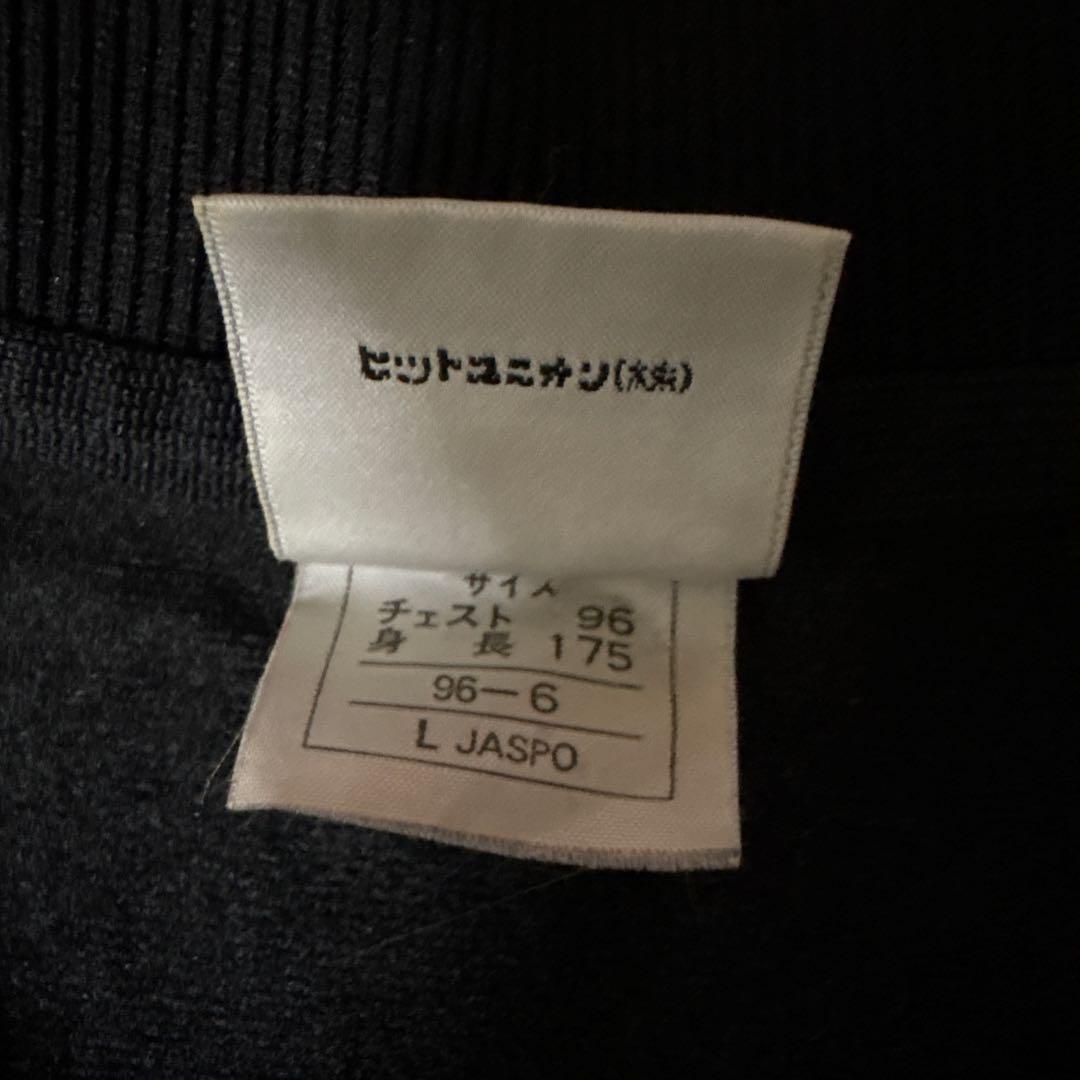 ヒットユニオン(株)
サイズ
チェスト 96
身 長 175
96-6
L JASPO